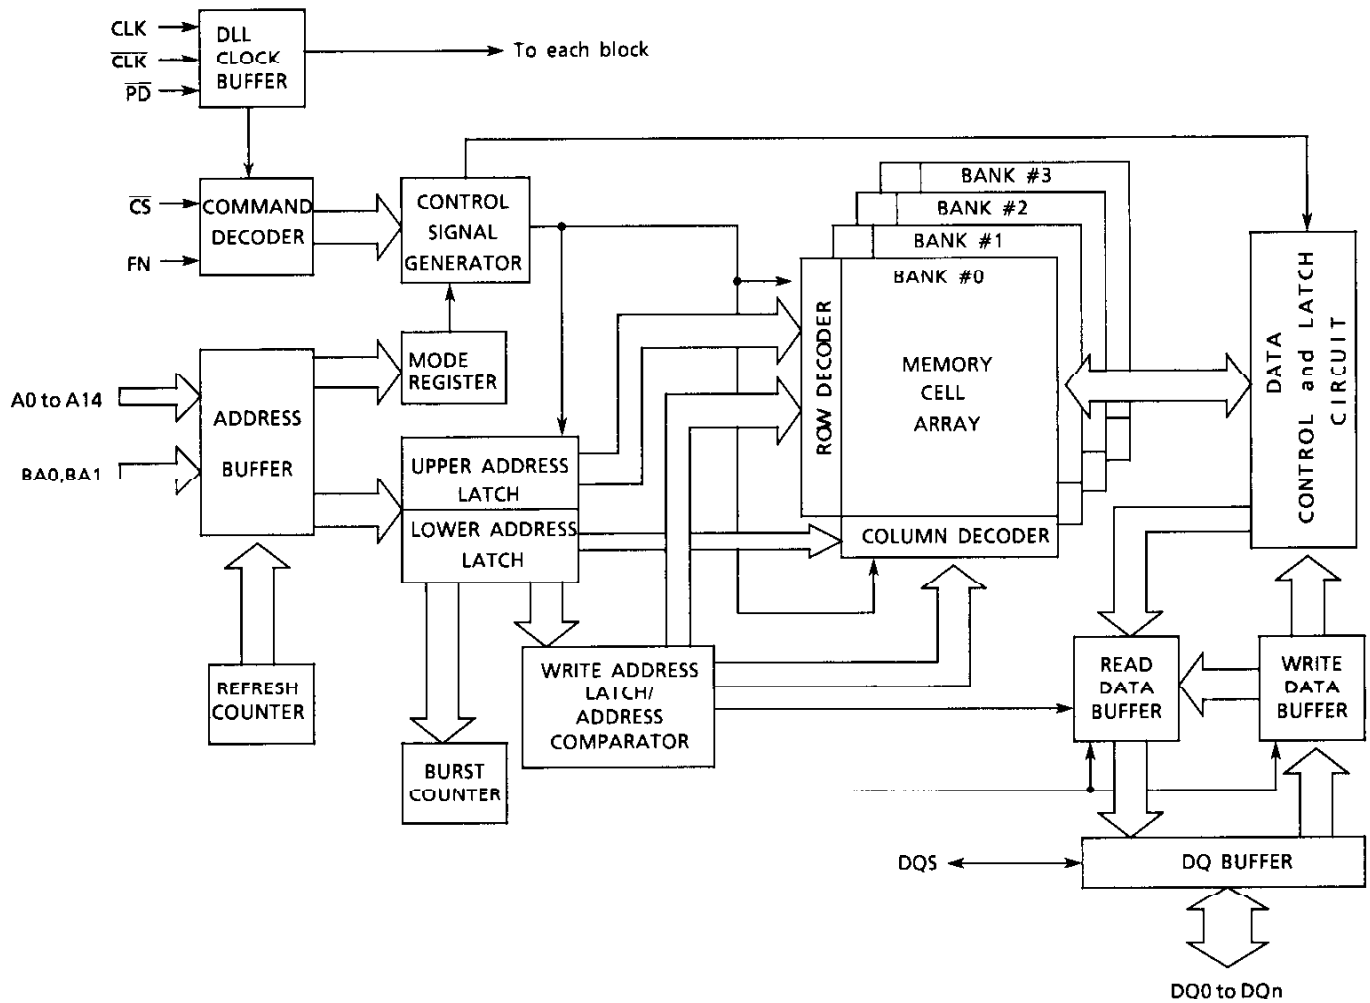 CLK
CLK
PD
DLL
CLOCK
BUFFER
To each block
CS
FN
COMMAND
DECODER
CONTROL
SIGNAL
GENERATOR
BANK #3
BANK #2
BANK #1
BANK #0
MEMORY
CELL
ARRAY
ROW DECODER
COLUMN DECODER
DATA
CONTROL and LATCH
CIRCUIT
MODE
REGISTER
A0 to A14
BA0,BA1
ADDRESS
BUFFER
UPPER ADDRESS
LATCH
LOWER ADDRESS
LATCH
REFRESH
COUNTER
BURST
COUNTER
WRITE ADDRESS
LATCH/
ADDRESS
COMPARATOR
READ
DATA
BUFFER
WRITE
DATA
BUFFER
DQS
DQ BUFFER
DQ0 to DQn